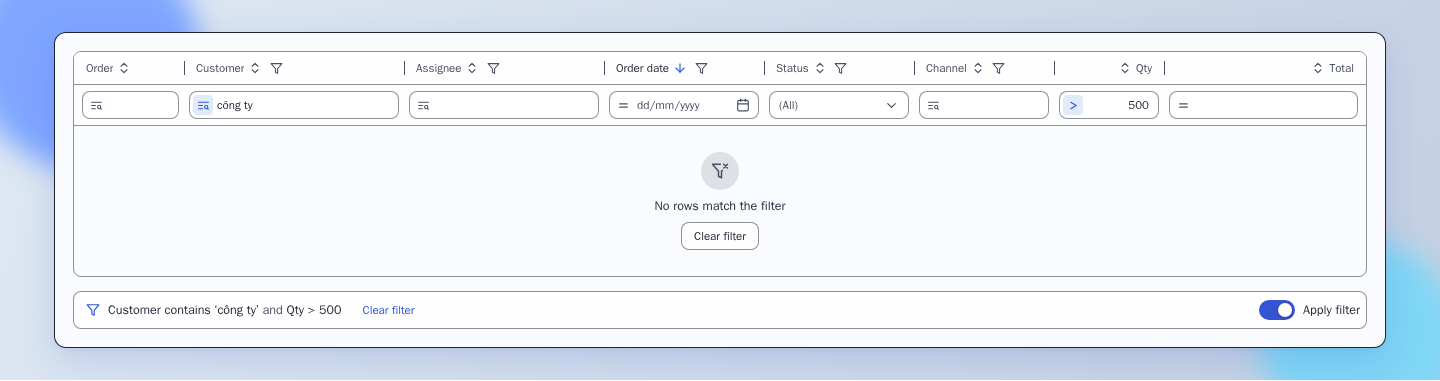 Order Customer Assignee Order date Status Channel Qty Total
công ty = dd/mm/yyyy (All) > 500 =
No rows match the filter
Clear filter
Customer contains ‘công ty’ and Qty > 500 Clear filter Apply filter